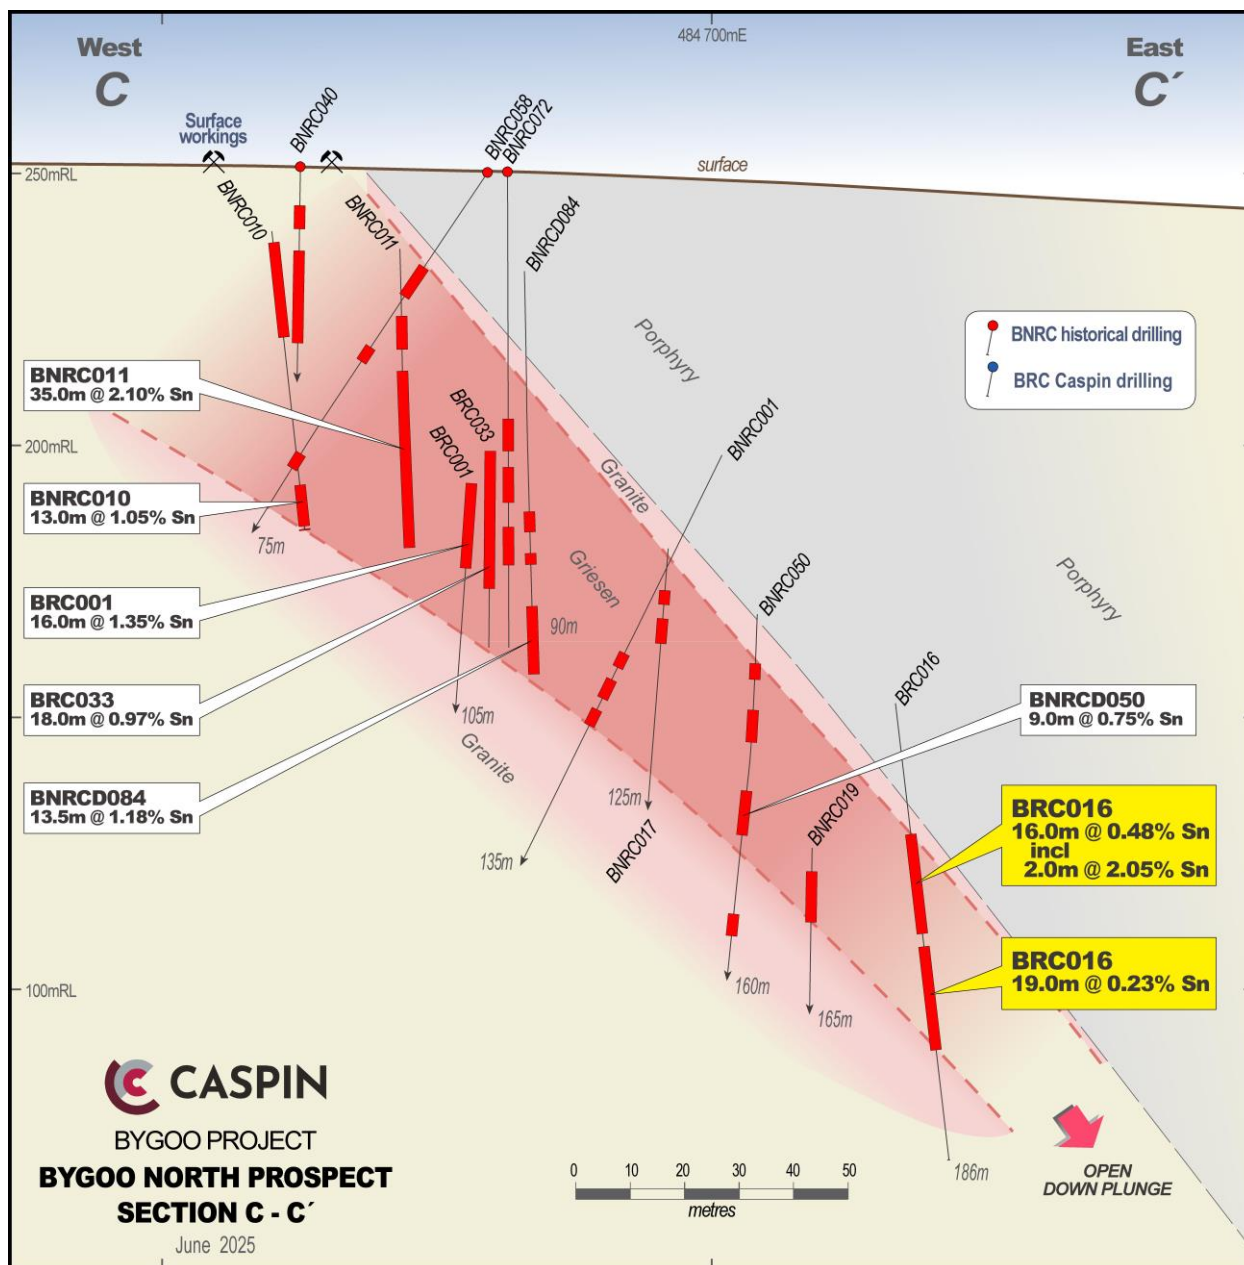 484 700mE
West
C
East
C´
Surface
workings
BNRC040
BNRC058
BNRC072
surface
250mRL
BNRC010
BNRC011
BNRCD084
Porphyry
BNRC historical drilling
BRC Caspin drilling
BNRC011
35.0m @ 2.10% Sn
BRC033
BRC001
BNRC001
200mRL
Granite
BNRC010
13.0m @ 1.05% Sn
75m
Griesen
Porphyry
BNRC050
BRC001
16.0m @ 1.35% Sn
90m
BRC016
BRC033
18.0m @ 0.97% Sn
105m
Granite
BNRCD050
9.0m @ 0.75% Sn
BNRCD084
13.5m @ 1.18% Sn
125m
BNRC017
135m
BNRC019
BRC016
16.0m @ 0.48% Sn
incl
2.0m @ 2.05% Sn
BRC016
19.0m @ 0.23% Sn
100mRL
160m
165m
CASPIN
BYGOO PROJECT
BYGOO NORTH PROSPECT
SECTION C - C´
June 2025
0 10 20 30 40 50
metres
186m
OPEN
DOWN PLUNGE